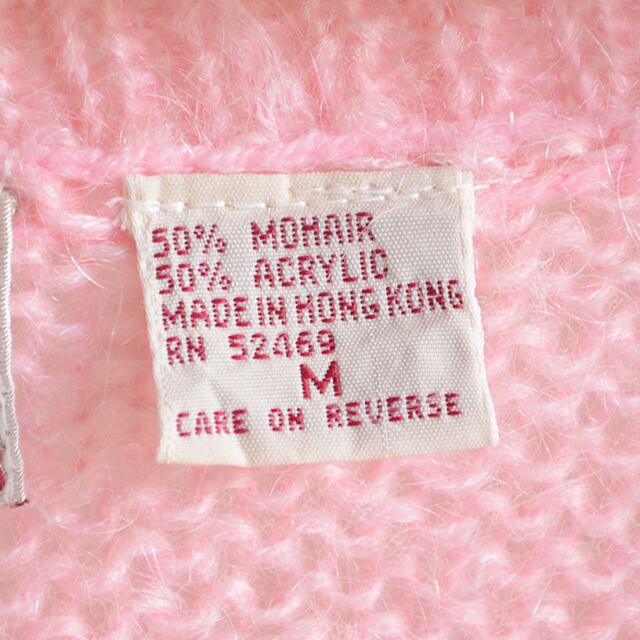 50% MOHAIR
50% ACRYLIC
MADE IN HONG KONG
RN 52469
M
CARE ON REVERSE